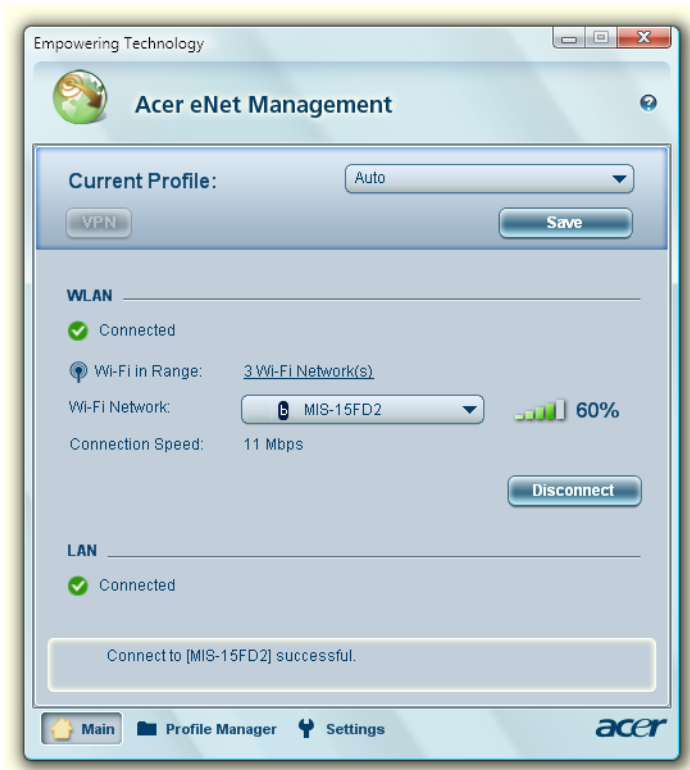 Empowering Technology
Acer eNet Management
Current Profile:
Auto
VPN
Save
WLAN
Connected
Wi-Fi in Range:
3 Wi-Fi Network(s)
Wi-Fi Network:
b MIS-15FD2
60%
Connection Speed:
11 Mbps
Disconnect
LAN
Connected
Connect to [MIS-15FD2] successful.
Main
Profile Manager
Settings
acer